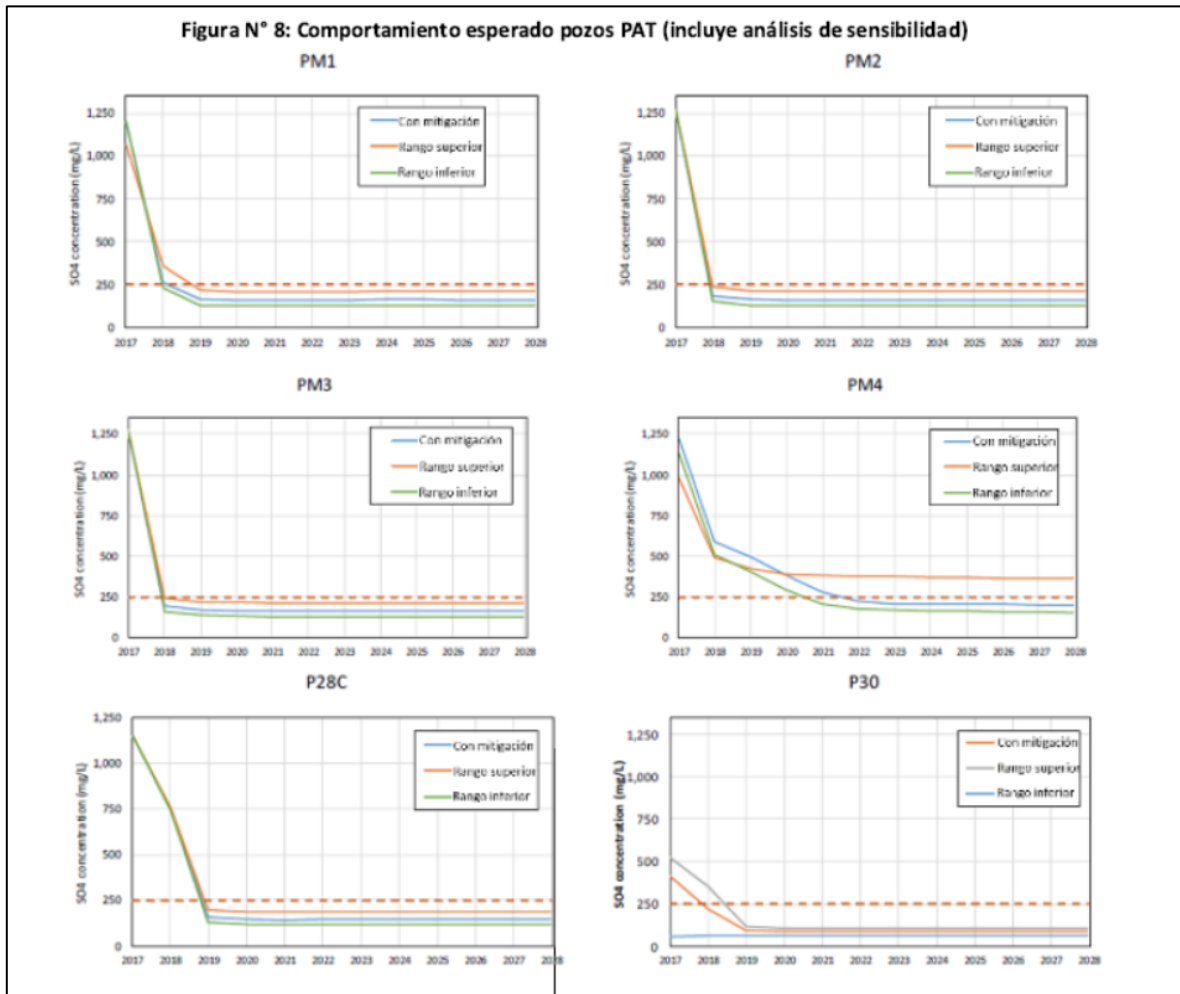 Figura N° 8: Comportamiento esperado pozos PAT (incluye análisis de sensibilidad)
PM1
SO4 concentration (mg/L)
1,250
1,000
750
500
250
0
Con mitigación
Rango superior
Rango inferior
2017 2018 2019 2020 2021 2022 2023 2024 2025 2026 2027 2028
PM2
SO4 concentration (mg/L)
1,250
1,000
750
500
250
0
Con mitigación
Rango superior
Rango inferior
2017 2018 2019 2020 2021 2022 2023 2024 2025 2026 2027 2028
PM3
SO4 concentration (mg/L)
1,250
1,000
750
500
250
0
Con mitigación
Rango superior
Rango inferior
2017 2018 2019 2020 2021 2022 2023 2024 2025 2026 2027 2028
PM4
SO4 concentration (mg/L)
1,250
1,000
750
500
250
0
Con mitigación
Rango superior
Rango inferior
2017 2018 2019 2020 2021 2022 2023 2024 2025 2026 2027 2028
P28C
SO4 concentration (mg/L)
1,250
1,000
750
500
250
0
Con mitigación
Rango superior
Rango inferior
2017 2018 2019 2020 2021 2022 2023 2024 2025 2026 2027 2028
P30
SO4 concentration (mg/L)
1,250
1,000
750
500
250
0
Con mitigación
Rango superior
Rango inferior
2017 2018 2019 2020 2021 2022 2023 2024 2025 2026 2027 2028